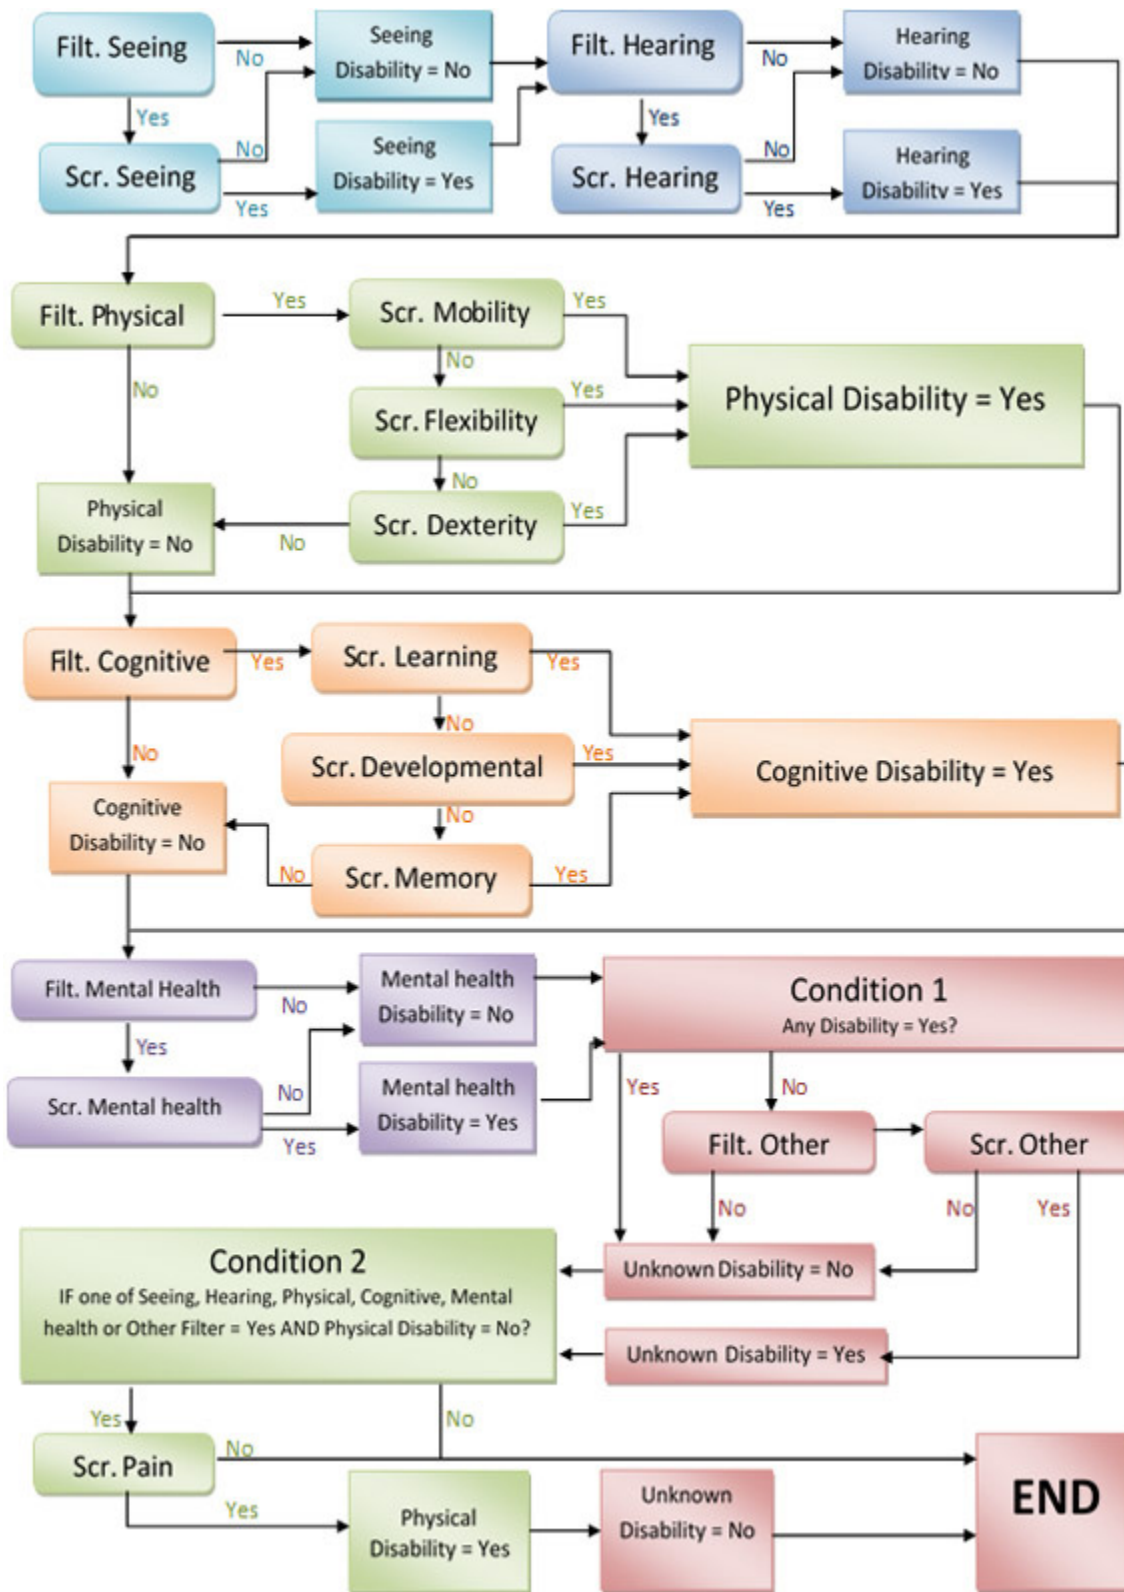 Filt. Seeing
No
Seeing
Disability = No
Filt. Hearing
No
Hearing
Disability = No
Yes
Yes
Scr. Seeing
No
Yes
Seeing
Disability = Yes
Scr. Hearing
No
Yes
Hearing
Disability = Yes
Filt. Physical
Yes
Scr. Mobility
Yes
No
No
Scr. Flexibility
Yes
Physical Disability = Yes
No
Physical
Disability = No
No
Scr. Dexterity
Yes
Filt. Cognitive
Yes
Scr. Learning
Yes
No
No
Scr. Developmental
Yes
Cognitive Disability = Yes
Cognitive
Disability = No
No
No
Scr. Memory
Yes
Filt. Mental Health
No
Mental health
Disability = No
Condition 1
Any Disability = Yes?
Yes
Scr. Mental health
No
Yes
Mental health
Disability = Yes
Yes
No
Filt. Other
Scr. Other
No
No
Yes
Condition 2
IF one of Seeing, Hearing, Physical, Cognitive, Mental
health or Other Filter = Yes AND Physical Disability = No?
Unknown Disability = No
Unknown Disability = Yes
Yes
No
Scr. Pain
No
Yes
Physical
Disability = Yes
Unknown
Disability = No
END